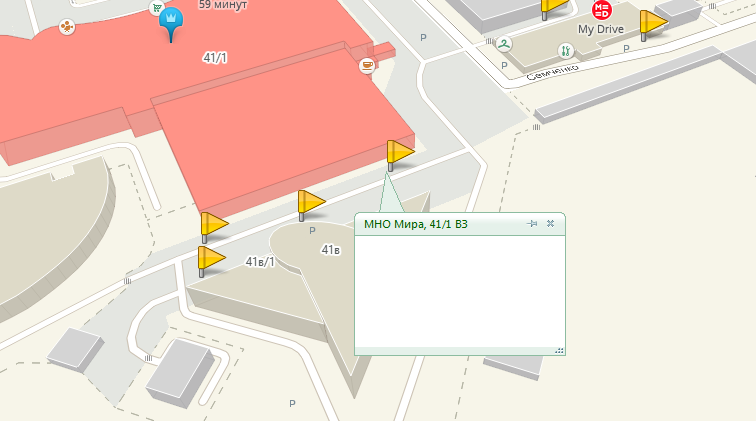 59 минут
P
My Drive
P
P
41/1
Семченко
МНО Мира, 41/1 В3
P
41в
41в/1
P